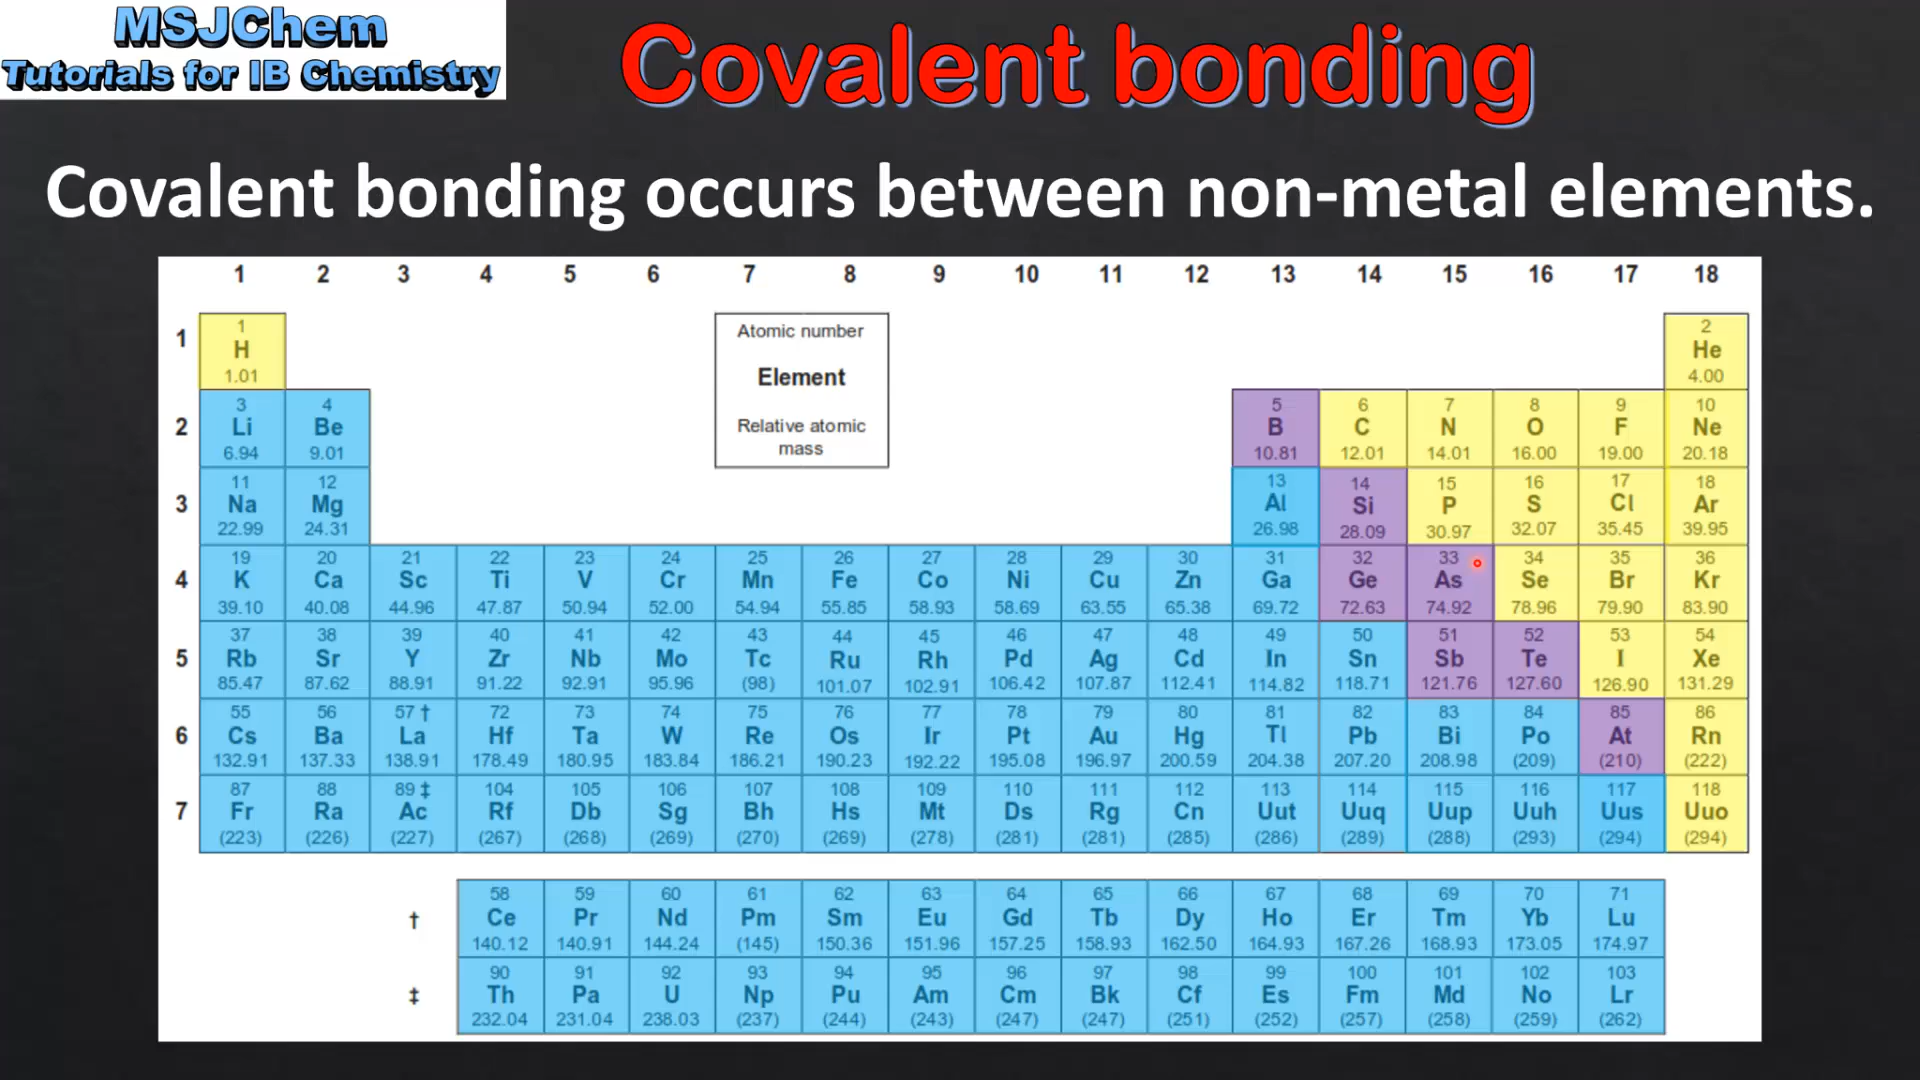 MSJChem
Tutorials for IB Chemistry
Covalent bonding
Covalent bonding occurs between non-metal elements.
1 2 3 4 5 6 7 8 9 10 11 12 13 14 15 16 17 18
Atomic number
Element
Relative atomic
mass
1
1 2
H He
1.01 4.00
2
3 4 5 6 7 8 9 10
Li Be B C N O F Ne
6.94 9.01 10.81 12.01 14.01 16.00 19.00 20.18
3
11 12 13 14 15 16 17 18
Na Mg Al Si P S Cl Ar
22.99 24.31 26.98 28.09 30.97 32.07 35.45 39.95
4
19 20 21 22 23 24 25 26 27 28 29 30 31 32 33 34 35 36
K Ca Sc Ti V Cr Mn Fe Co Ni Cu Zn Ga Ge As Se Br Kr
39.10 40.08 44.96 47.87 50.94 52.00 54.94 55.85 58.93 58.69 63.55 65.38 69.72 72.63 74.92 78.96 79.90 83.90
5
37 38 39 40 41 42 43 44 45 46 47 48 49 50 51 52 53 54
Rb Sr Y Zr Nb Mo Tc Ru Rh Pd Ag Cd In Sn Sb Te I Xe
85.47 87.62 88.91 91.22 92.91 95.96 (98) 101.07 102.91 106.42 107.87 112.41 114.82 118.71 121.76 127.60 126.90 131.29
6
55 56 57 † 72 73 74 75 76 77 78 79 80 81 82 83 84 85 86
Cs Ba La Hf Ta W Re Os Ir Pt Au Hg Tl Pb Bi Po At Rn
132.91 137.33 138.91 178.49 180.95 183.84 186.21 190.23 192.22 195.08 196.97 200.59 204.38 207.20 208.98 (209) (210) (222)
7
87 88 89 ‡ 104 105 106 107 108 109 110 111 112 113 114 115 116 117 118
Fr Ra Ac Rf Db Sg Bh Hs Mt Ds Rg Cn Uut Uuq Uup Uuh Uus Uuo
(223) (226) (227) (267) (268) (269) (270) (269) (278) (281) (281) (285) (286) (289) (288) (293) (294) (294)
†
58 59 60 61 62 63 64 65 66 67 68 69 70 71
Ce Pr Nd Pm Sm Eu Gd Tb Dy Ho Er Tm Yb Lu
140.12 140.91 144.24 (145) 150.36 151.96 157.25 158.93 162.50 164.93 167.26 168.93 173.05 174.97
‡
90 91 92 93 94 95 96 97 98 99 100 101 102 103
Th Pa U Np Pu Am Cm Bk Cf Es Fm Md No Lr
232.04 231.04 238.03 (237) (244) (243) (247) (247) (251) (252) (257) (258) (259) (262)